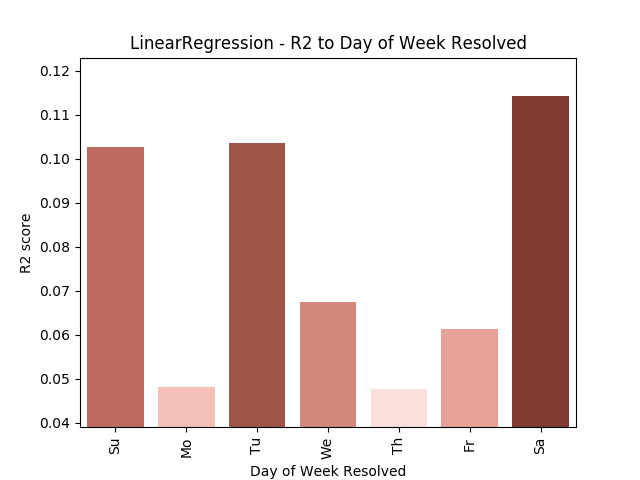 LinearRegression - R2 to Day of Week Resolved
0.12
0.11
0.10
0.09
0.08
0.07
0.06
0.05
0.04
R2 score
Su
Mo
Tu
We
Th
Fr
Sa
Day of Week Resolved